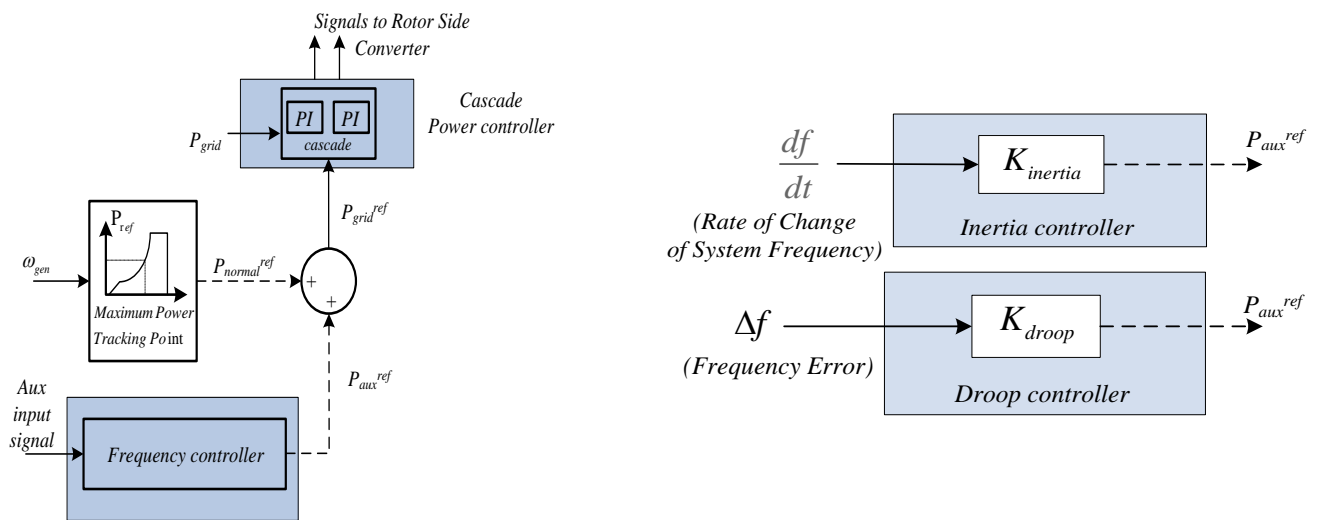 Signals to Rotor Side
Converter
PI PI
cascade
Cascade
Power controller
P_grid
P_grid^ref
P_ref
ω_gen
Maximum Power
Tracking Point
P_normal^ref
+
+
P_aux^ref
Aux
input
signal
Frequency controller
df
dt
(Rate of Change
of System Frequency)
K_inertia
P_aux^ref
Inertia controller
Δf
(Frequency Error)
K_droop
P_aux^ref
Droop controller